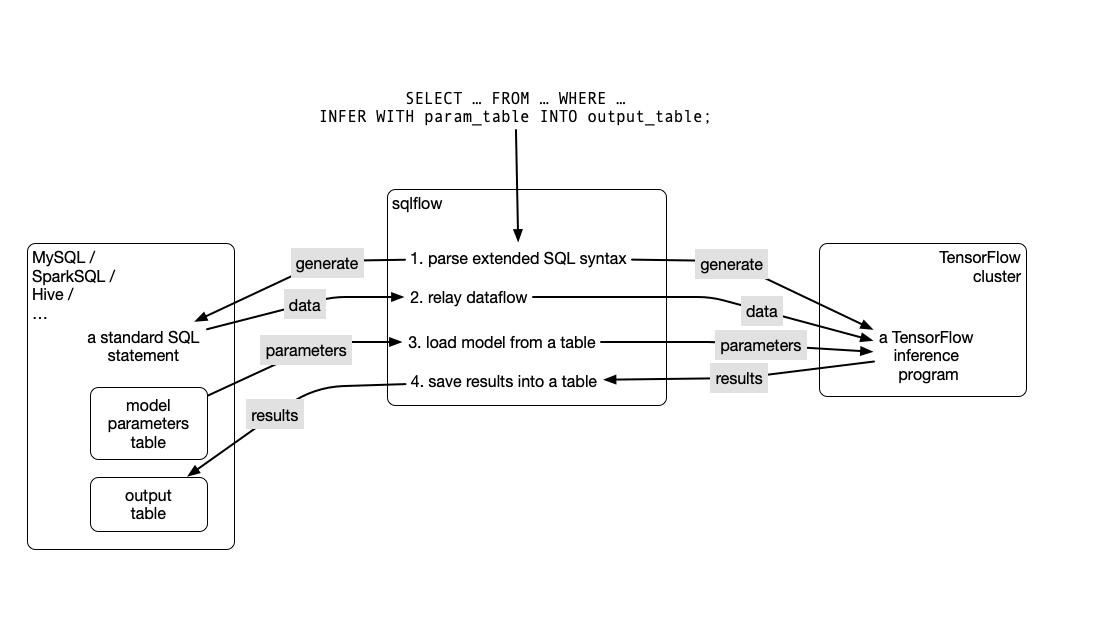 SELECT … FROM … WHERE …
INFER WITH param_table INTO output_table;
sqlflow
1. parse extended SQL syntax
2. relay dataflow
3. load model from a table
4. save results into a table
MySQL /
SparkSQL /
Hive /
…
a standard SQL
statement
model
parameters
table
output
table
generate
data
parameters
results
generate
data
parameters
results
TensorFlow
cluster
a TensorFlow
inference
program